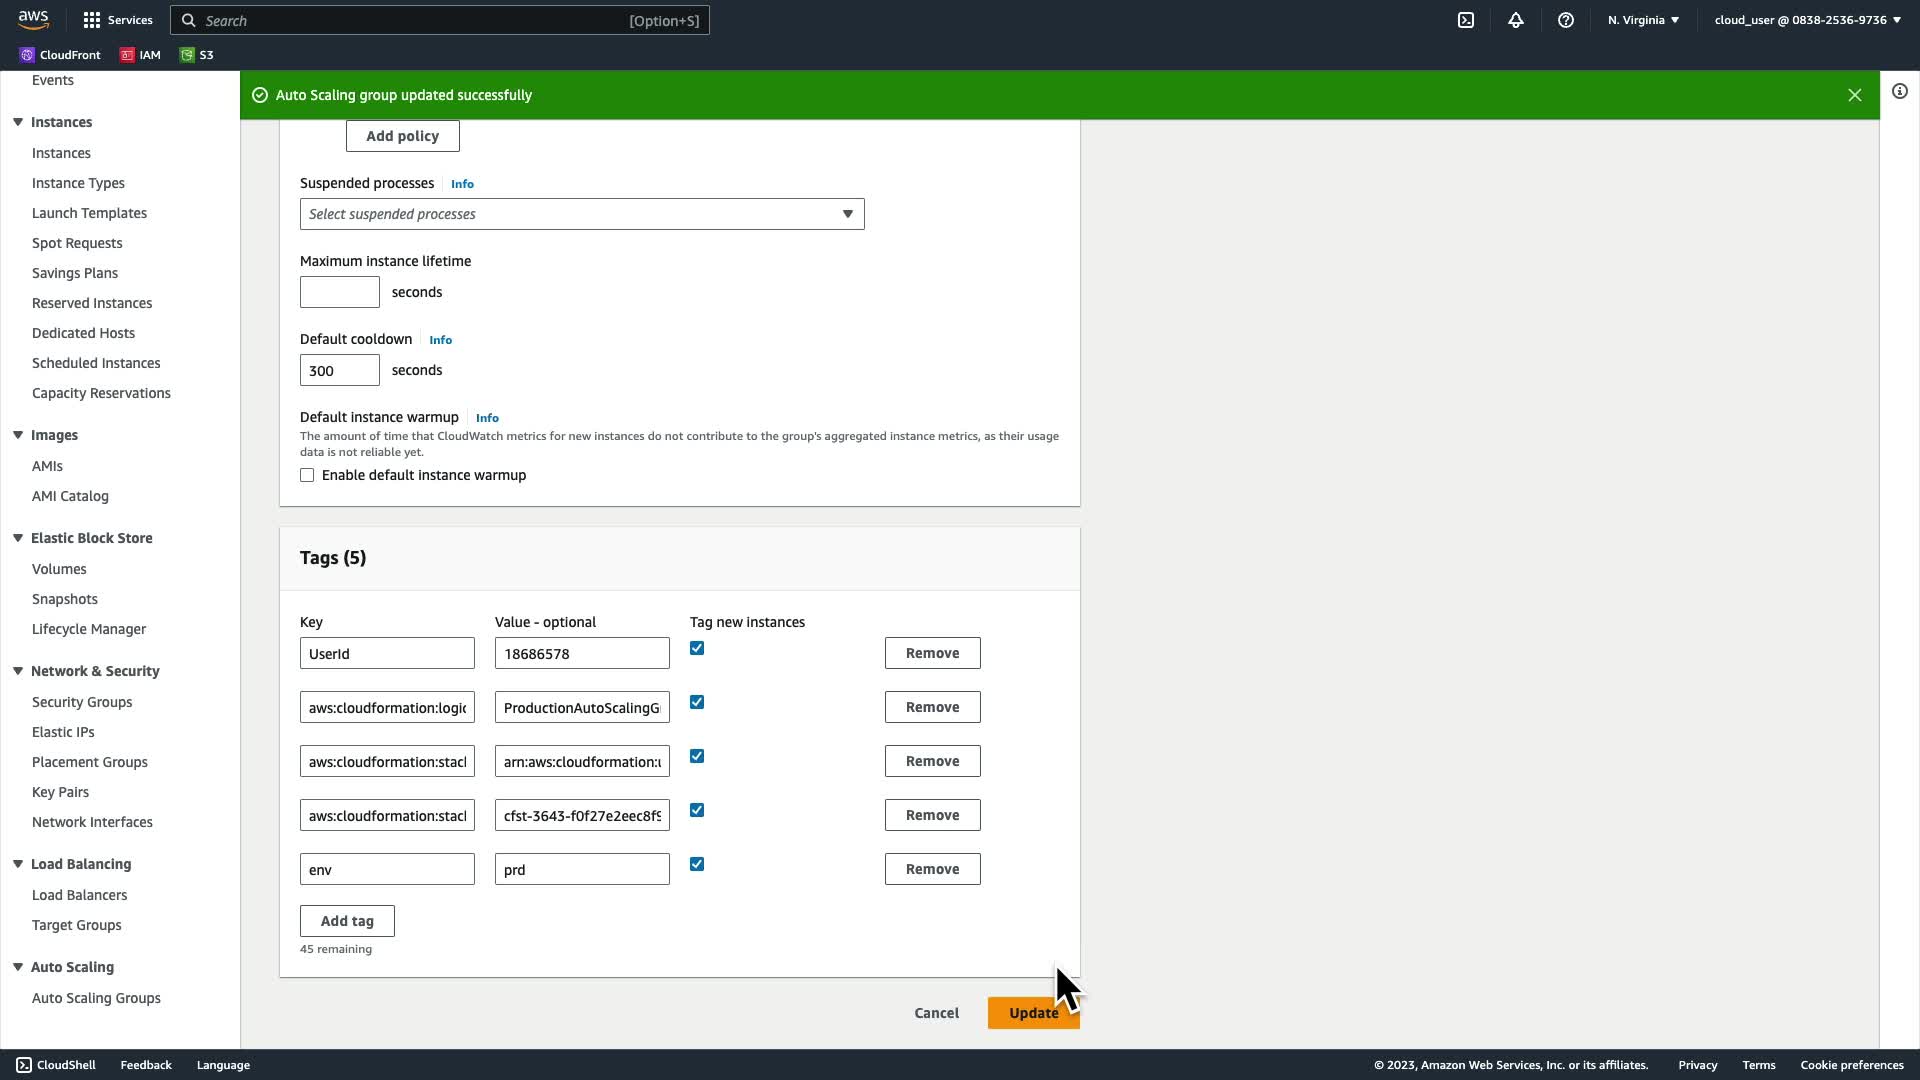 aws
Services
Search
[Option+S]
N. Virginia
cloud_user @ 0838-2536-9736
CloudFront
IAM
S3
Events
Instances
Instances
Instance Types
Launch Templates
Spot Requests
Savings Plans
Reserved Instances
Dedicated Hosts
Scheduled Instances
Capacity Reservations
Images
AMIs
AMI Catalog
Elastic Block Store
Volumes
Snapshots
Lifecycle Manager
Network & Security
Security Groups
Elastic IPs
Placement Groups
Key Pairs
Network Interfaces
Load Balancing
Load Balancers
Target Groups
Auto Scaling
Auto Scaling Groups
Auto Scaling group updated successfully
Add policy
Suspended processes
Info
Select suspended processes
Maximum instance lifetime
seconds
Default cooldown
Info
300
seconds
Default instance warmup
Info
The amount of time that CloudWatch metrics for new instances do not contribute to the group's aggregated instance metrics, as their usage
data is not reliable yet.
Enable default instance warmup
Tags (5)
Key
Value - optional
Tag new instances
UserId
18686578
Remove
aws:cloudformation:logic
ProductionAutoScalingG
Remove
aws:cloudformation:stac
arn:aws:cloudformation:u
Remove
aws:cloudformation:stac
cfst-3643-f0f27e2eec8f9
Remove
env
prd
Remove
Add tag
45 remaining
Cancel
Update
CloudShell
Feedback
Language
© 2023, Amazon Web Services, Inc. or its affiliates.
Privacy
Terms
Cookie preferences